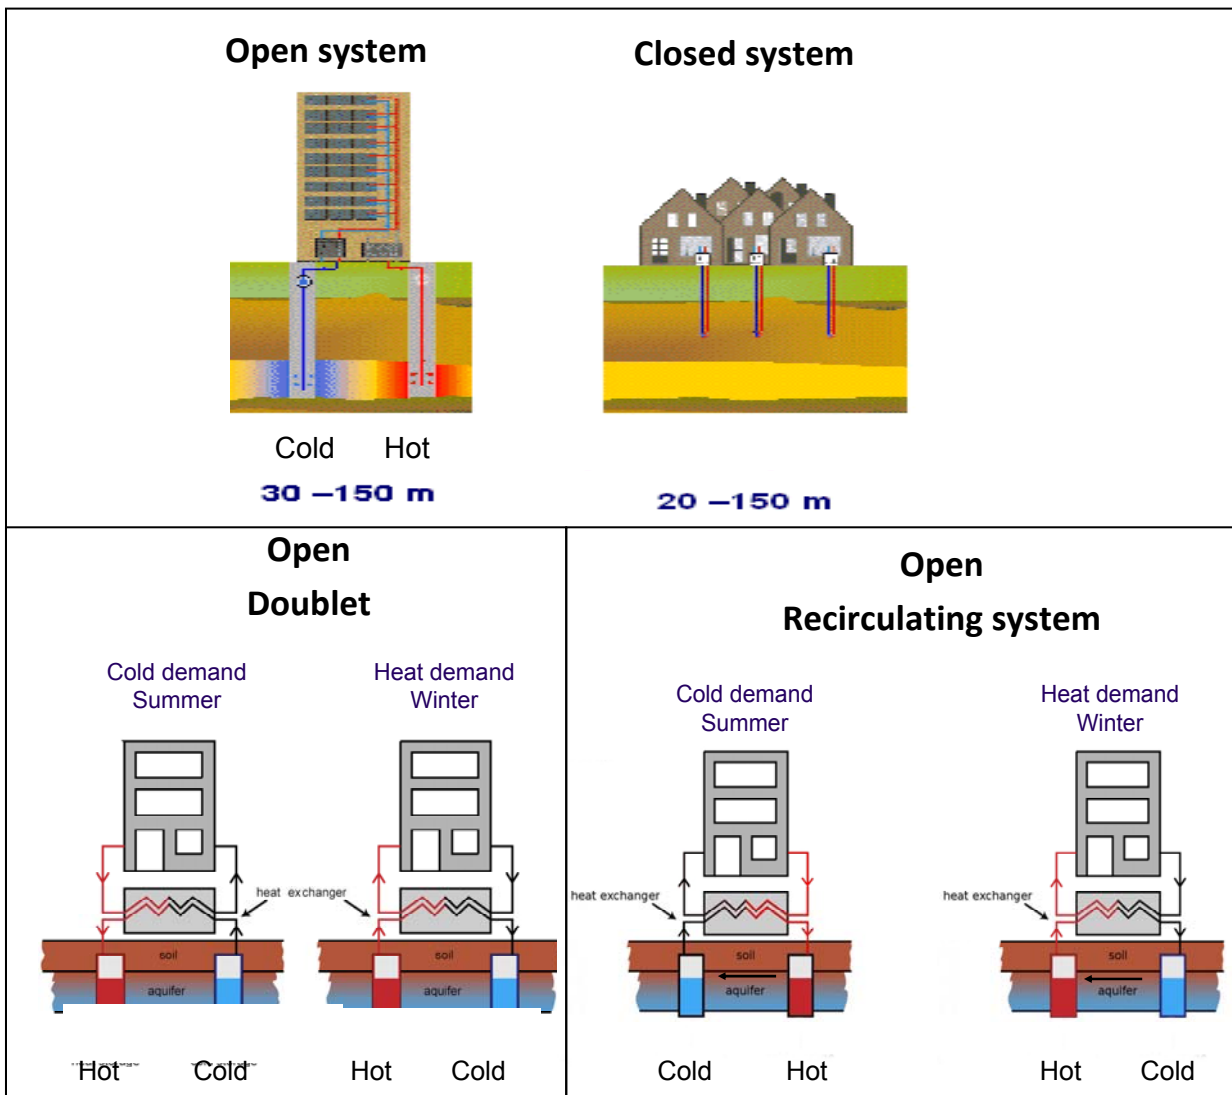 Open system
Closed system
Cold Hot
30 –150 m
20 –150 m
Open
Doublet
Cold demand
Summer
Heat demand
Winter
heat exchanger
soil
aquifer
soil
aquifer
Hot Cold
Hot Cold
Open
Recirculating system
Cold demand
Summer
Heat demand
Winter
heat exchanger
heat exchanger
soil
aquifer
soil
aquifer
Cold Hot
Hot Cold